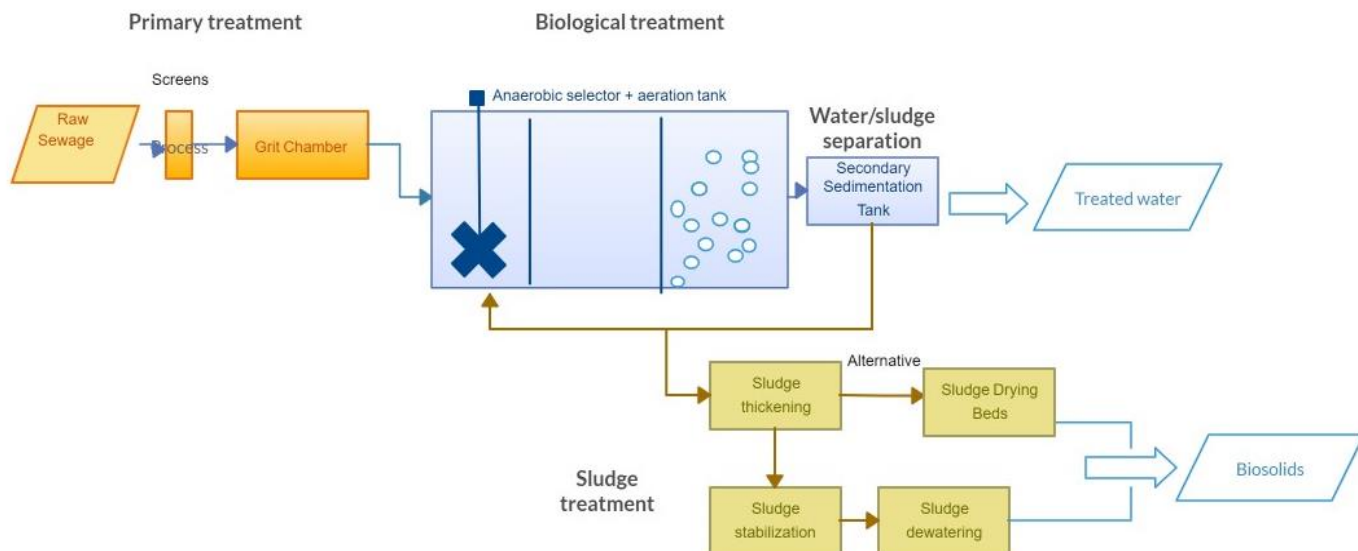 Primary treatment
Biological treatment
Screens
Raw
Sewage
Process
Grit Chamber
Anaerobic selector + aeration tank
Water/sludge
separation
Secondary
Sedimentation
Tank
Treated water
Alternative
Sludge
thickening
Sludge Drying
Beds
Sludge
treatment
Sludge
stabilization
Sludge
dewatering
Biosolids